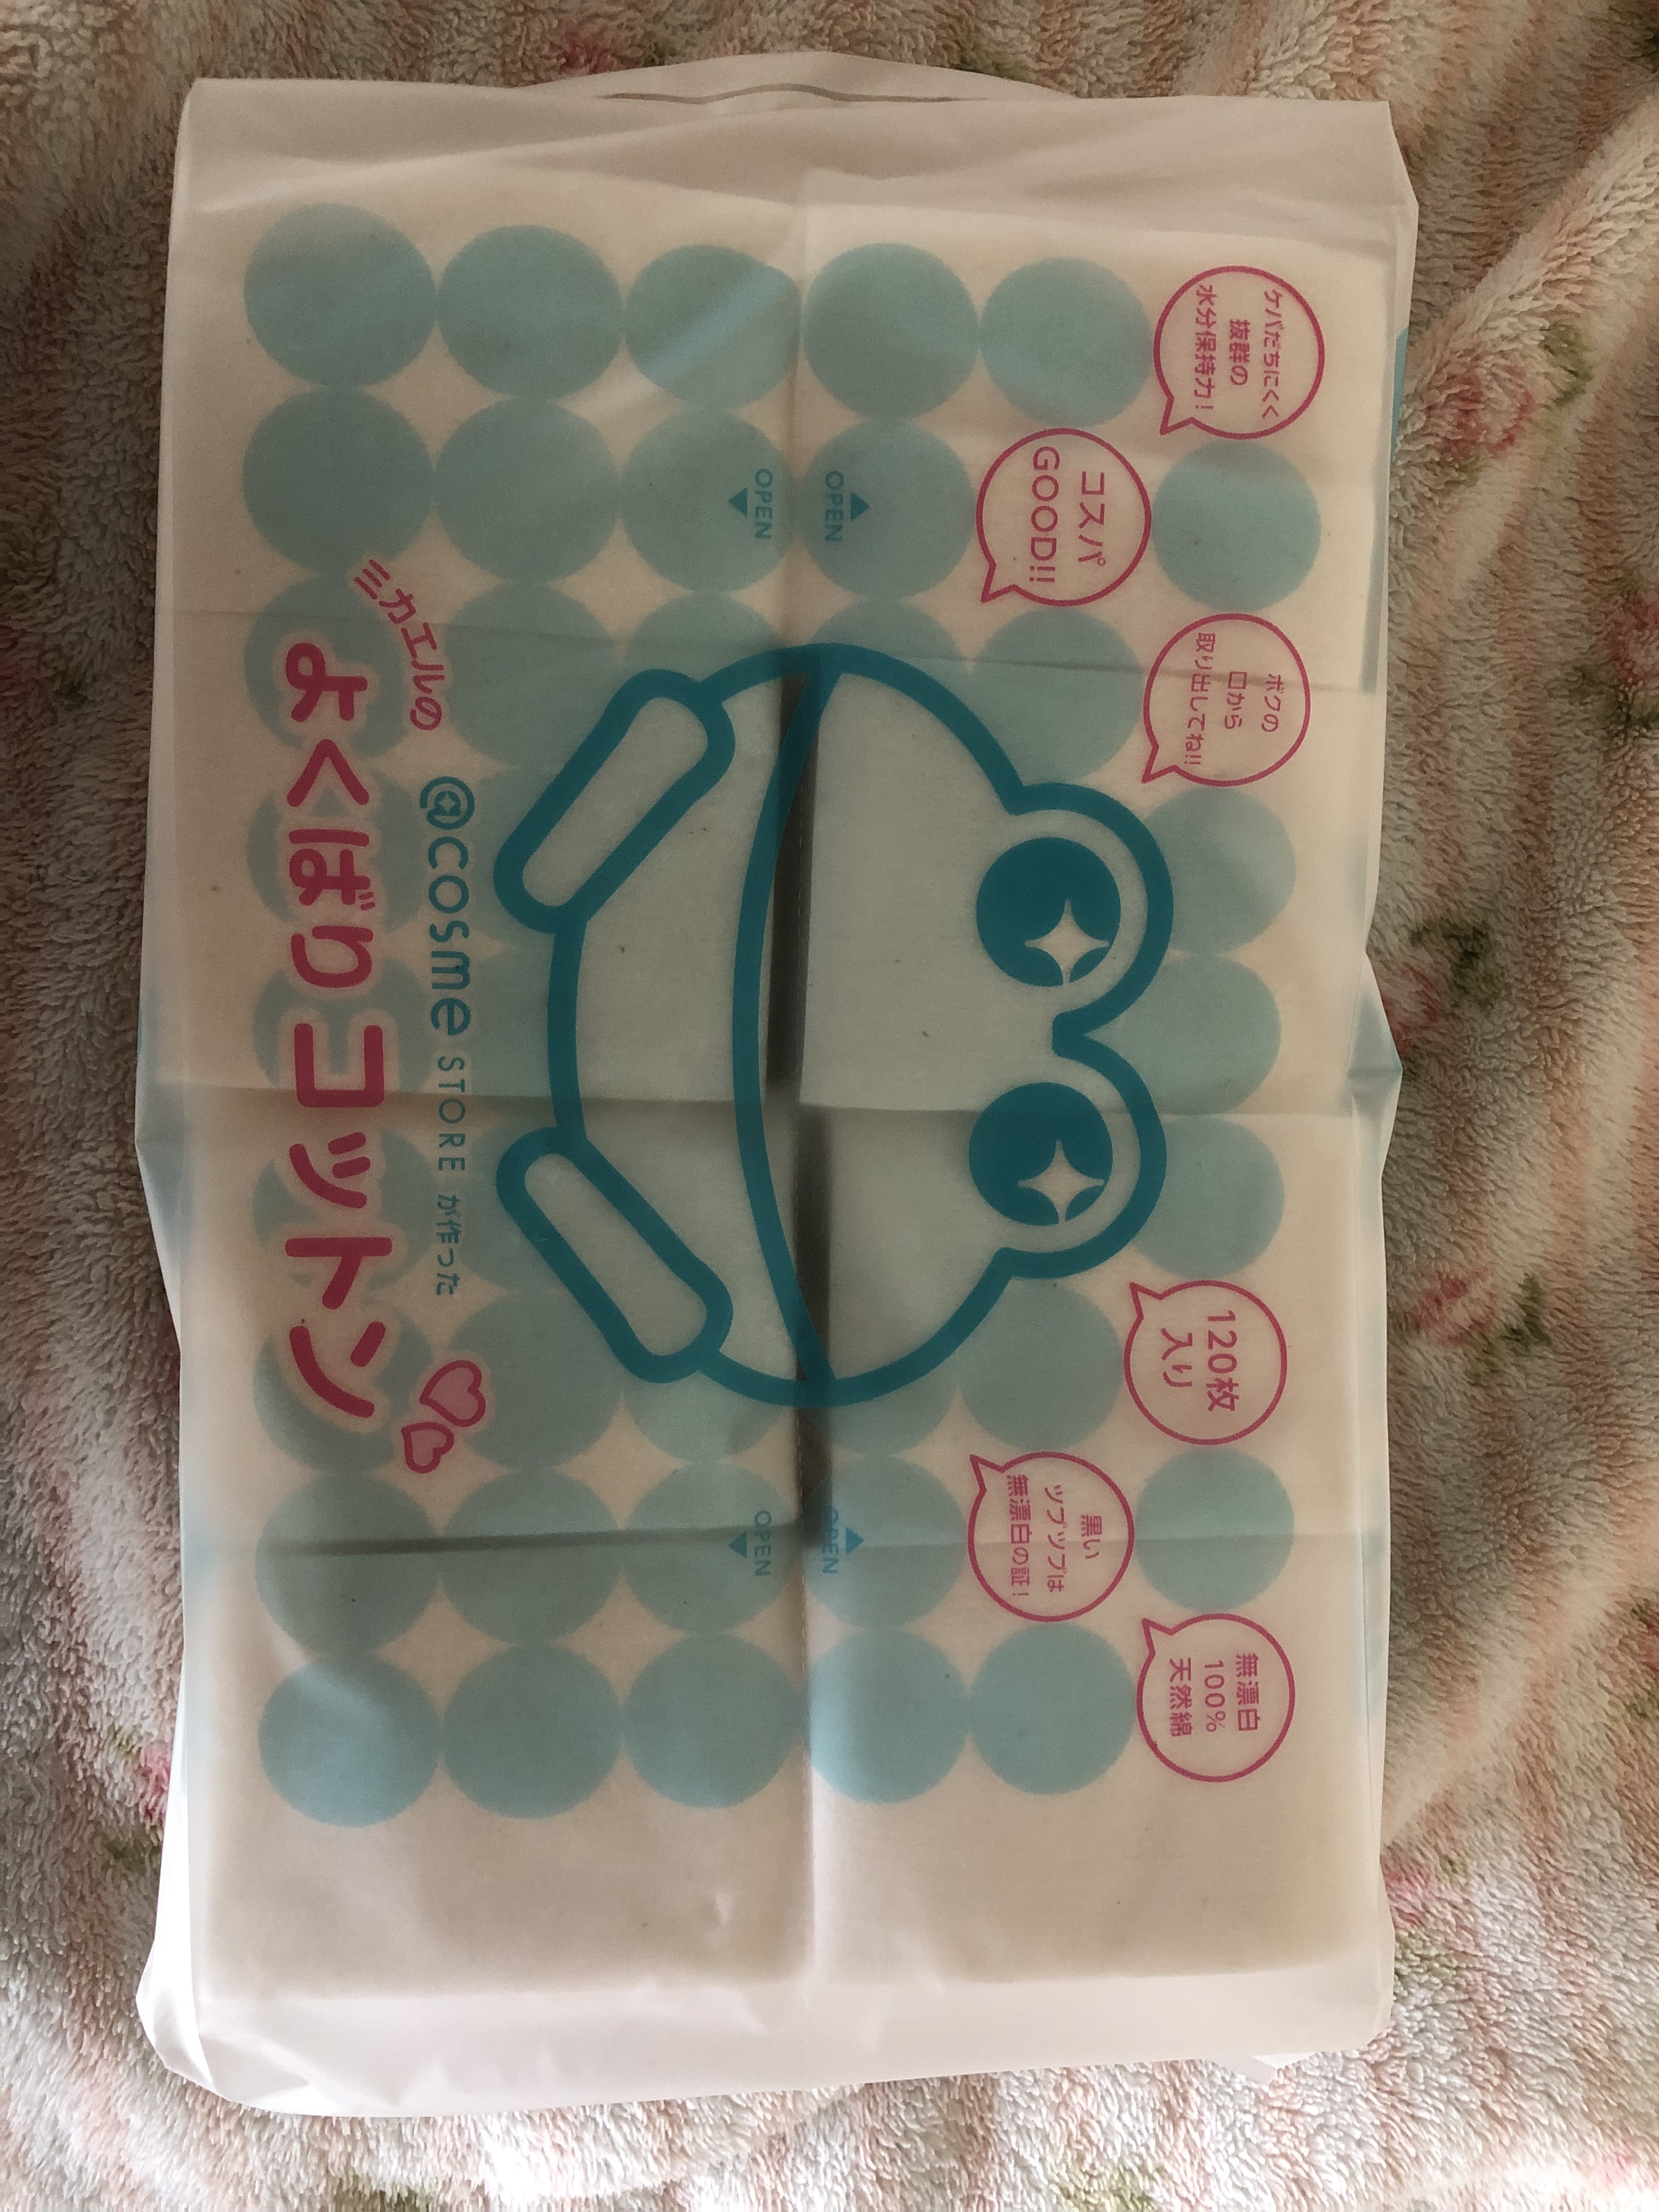 ケバだちにくく
抜群の
水分保持力!
コスパ
GOOD!!
ボクの
口から
取り出してね!!
120枚
入り
黒い
ツブツブは
無漂白の証!
無漂白
100%
天然綿
OPEN
OPEN
OPEN
OPEN
@cosme STORE が作った
ミカエルの
よくばりコットン